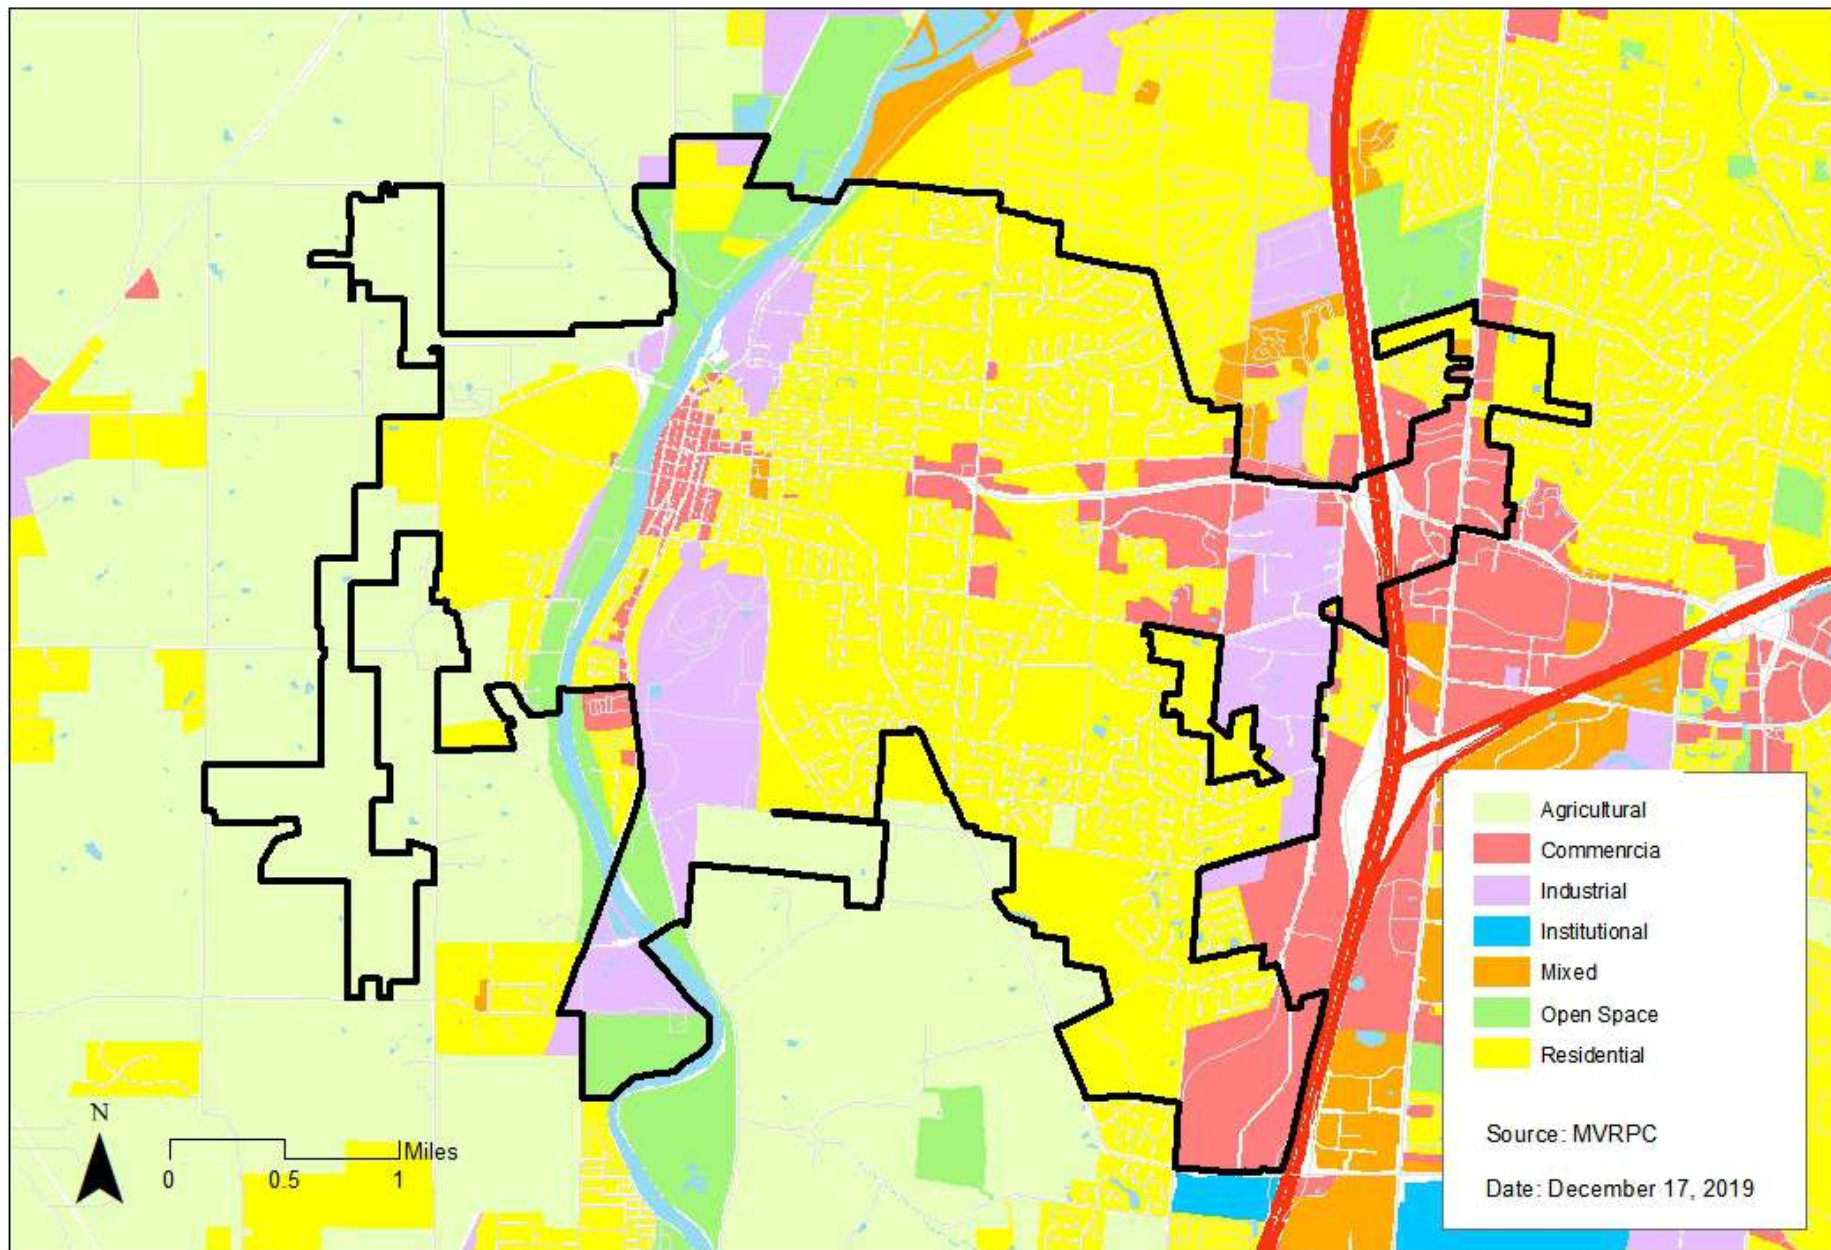 Agricultural
Commenrcia
Industrial
Institutional
Mixed
Open Space
Residential
Source: MVRPC
Date: December 17, 2019
N
Miles
0 0.5 1